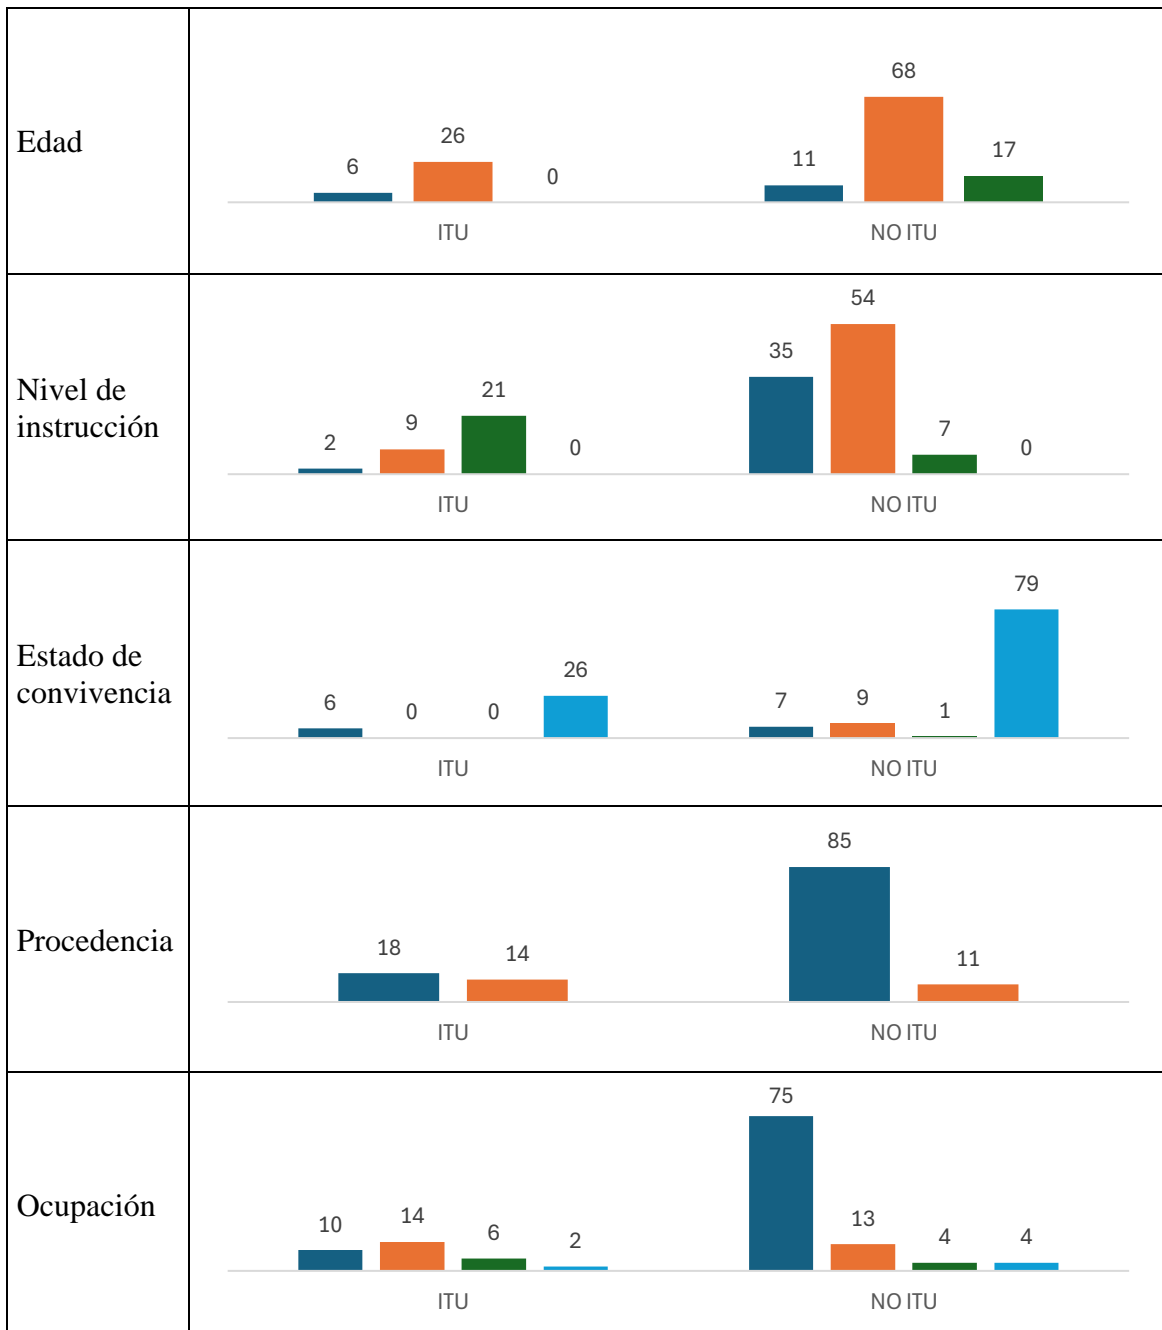 Edad
6
26
0
11
68
17
ITU
NO ITU
Nivel de
instrucción
2
9
21
0
35
54
7
0
ITU
NO ITU
Estado de
convivencia
6
0
0
26
7
9
1
79
ITU
NO ITU
Procedencia
18
14
85
11
ITU
NO ITU
Ocupación
10
14
6
2
75
13
4
4
ITU
NO ITU